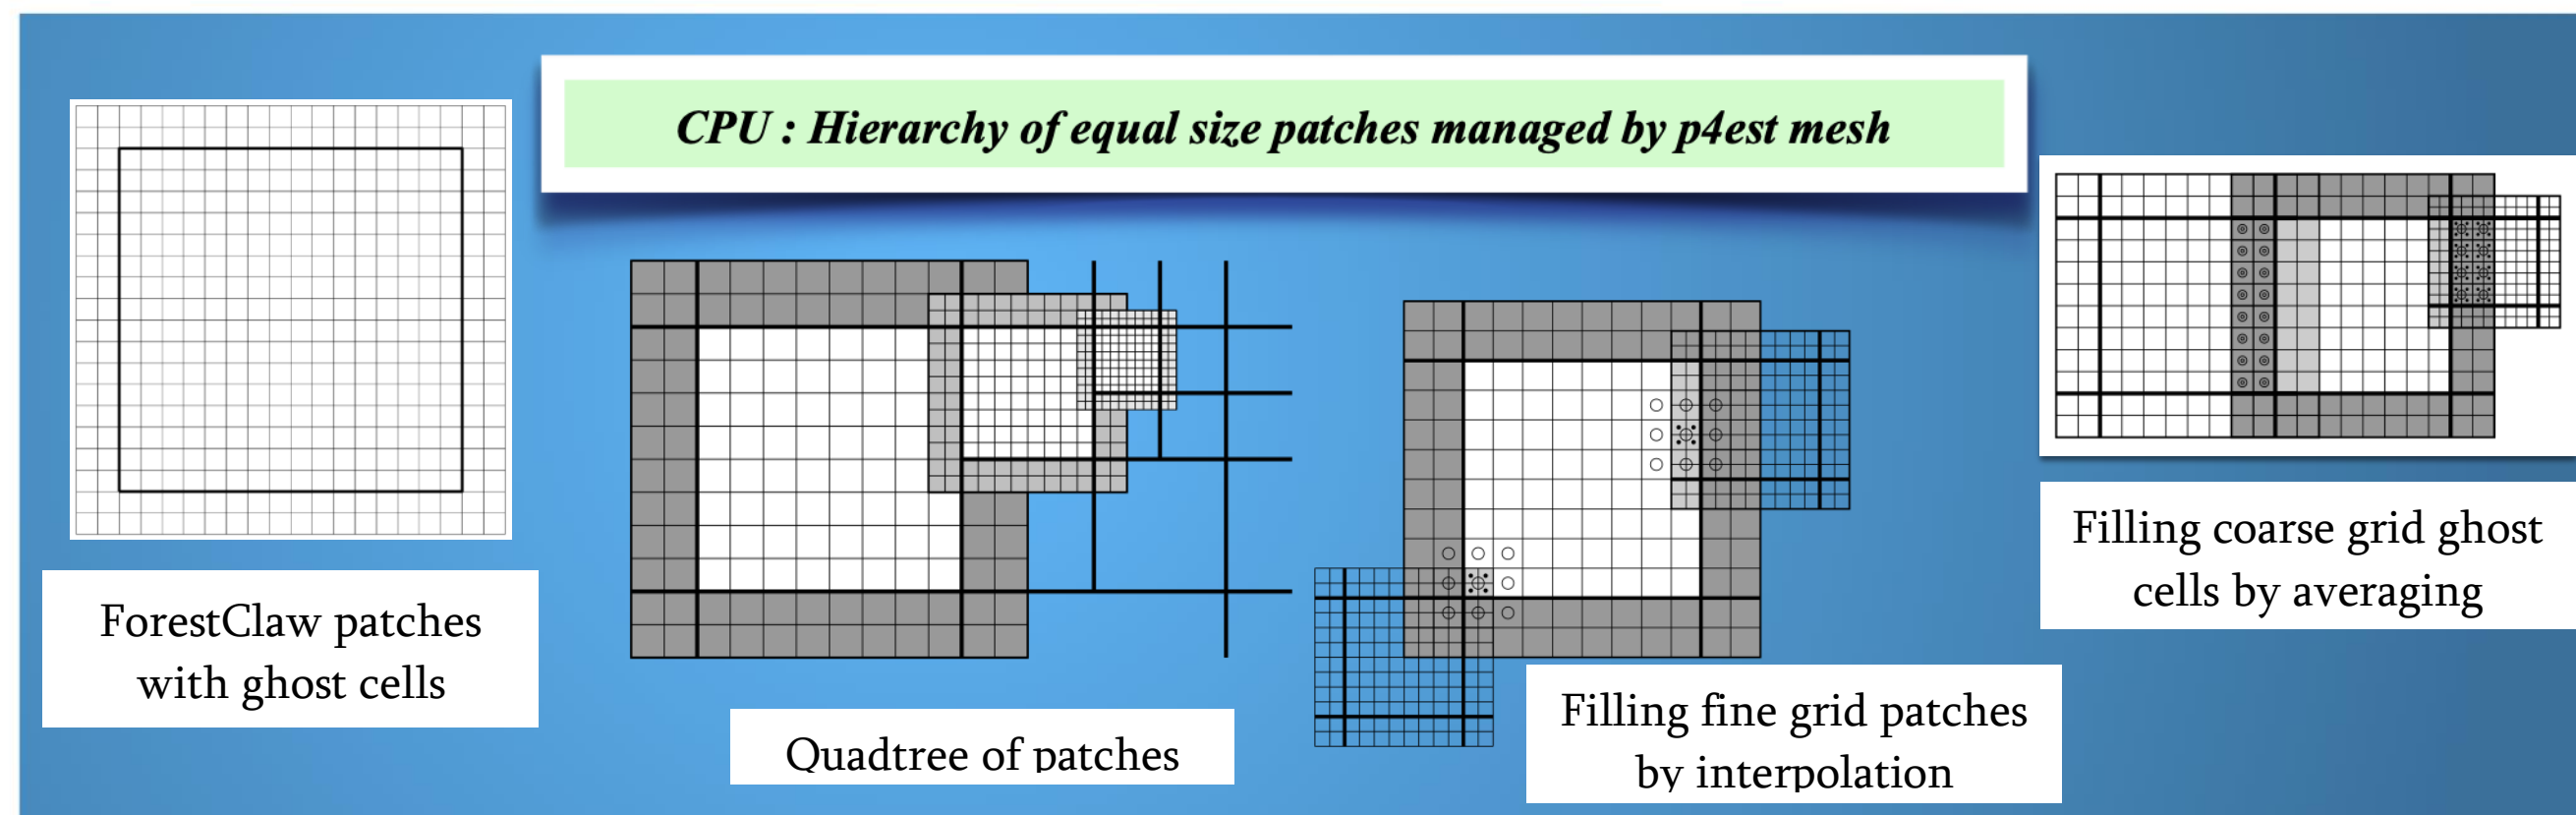 CPU : Hierarchy of equal size patches managed by p4est mesh
ForestClaw patches
with ghost cells
Quadtree of patches
Filling fine grid patches
by interpolation
Filling coarse grid ghost
cells by averaging